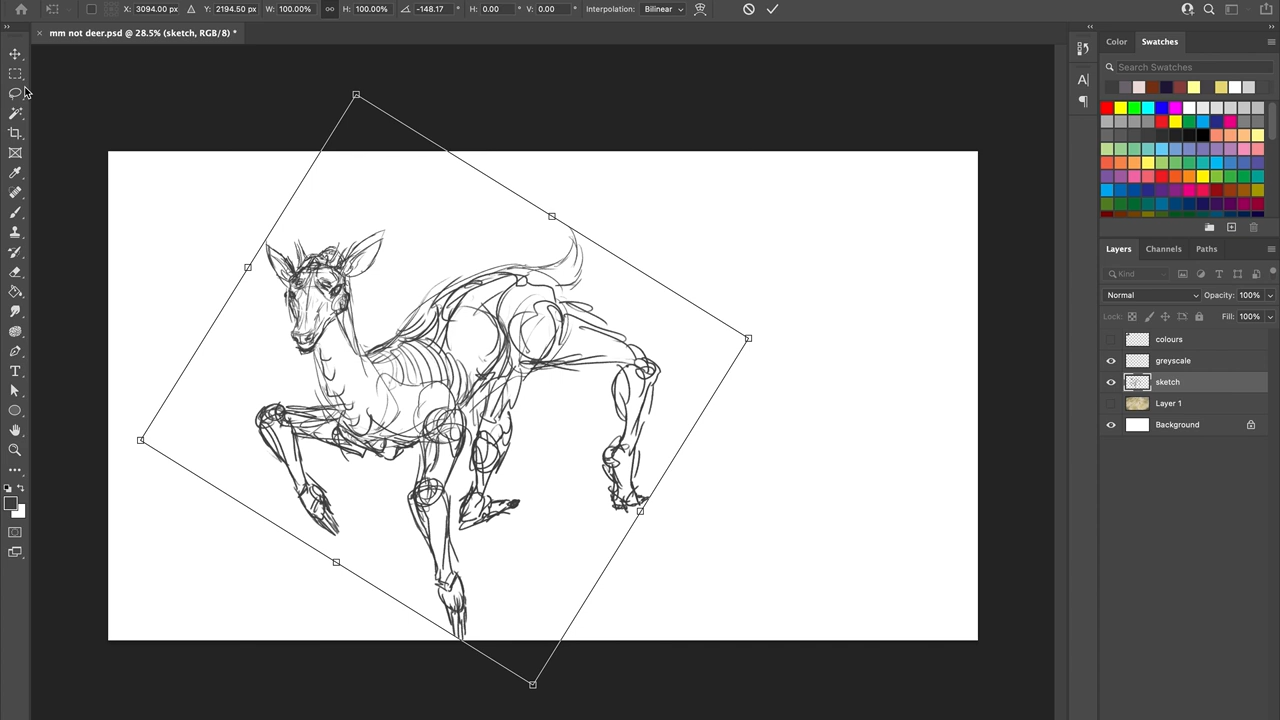 X: 3094.00 px Y: 2194.50 px W: 100.00% H: 100.00% -148.17 ° H: 0.00 ° V: 0.00 ° Interpolation: Bilinear
mm not deer.psd @ 28.5% (sketch, RGB/8) *
Color Swatches
Search Swatches
Layers Channels Paths
Kind
Normal Opacity: 100%
Lock: Fill: 100%
colours
greyscale
sketch
Layer 1
Background